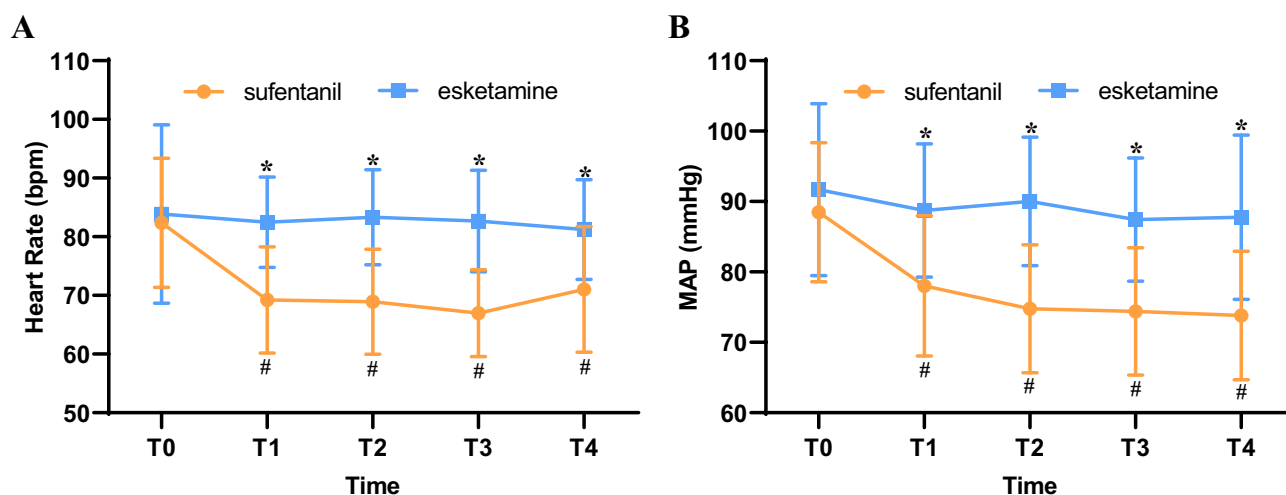 A
Heart Rate (bpm)
110
100
90
80
70
60
50
sufentanil
esketamine
* * * *
# # # #
T0 T1 T2 T3 T4
Time
B
MAP (mmHg)
110
100
90
80
70
60
sufentanil
esketamine
* * * *
# # # #
T0 T1 T2 T3 T4
Time